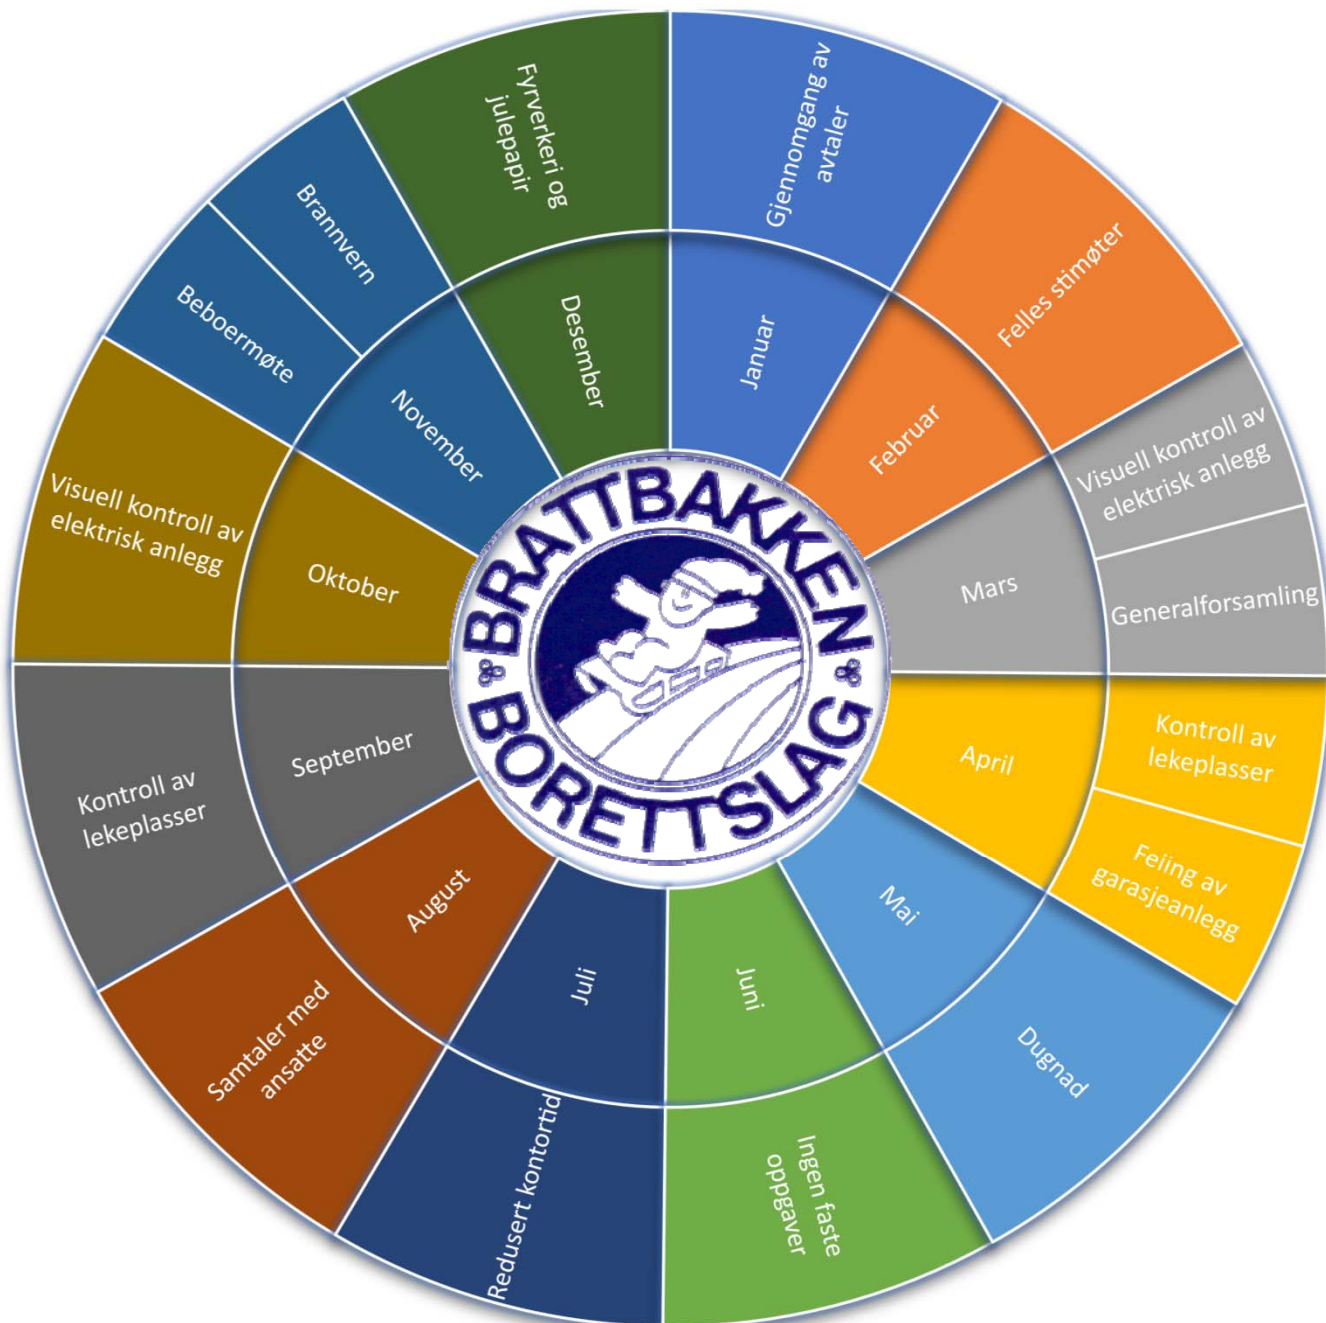 Januar
Gjennomgang av
avtaler
Februar
Felles stimøter
Mars
Visuell kontroll av
elektrisk anlegg
Generalforsamling
April
Kontroll av
lekeplasser
Feiing av
garasjeanlegg
Mai
Dugnad
Juni
Ingen faste
oppgaver
Juli
Redusert kontortid
August
Samtaler med
ansatte
September
Kontroll av
lekeplasser
Oktober
Visuell kontroll av
elektrisk anlegg
November
Beboermøte
Brannvern
Desember
Fyrverkeri og
julepapir
BRATTBAKKEN
BORETTSLAG